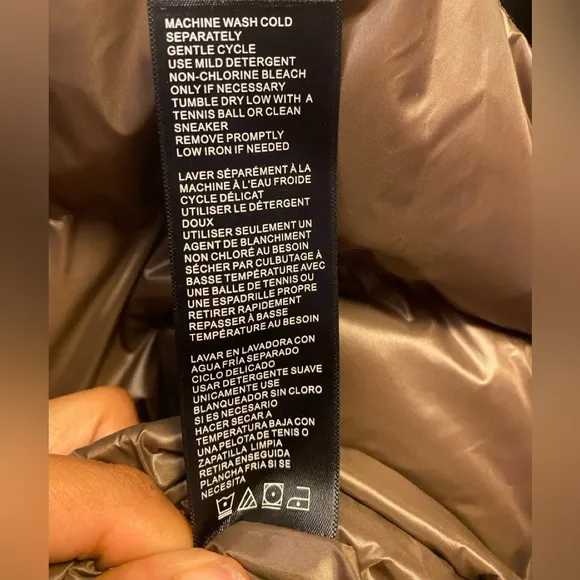 MACHINE WASH COLD
SEPARATELY
GENTLE CYCLE
USE MILD DETERGENT
NON-CHLORINE BLEACH
ONLY IF NECESSARY
TUMBLE DRY LOW WITH A
TENNIS BALL OR CLEAN
SNEAKER
REMOVE PROMPTLY
LOW IRON IF NEEDED
LAVER SÉPARÉMENT À LA
MACHINE À L'EAU FROIDE
CYCLE DÉLICAT
UTILISER LE DÉTERGENT
DOUX
UTILISER SEULEMENT UN
AGENT DE BLANCHIMENT
NON CHLORÉ AU BESOIN
SÉCHER PAR CULBUTAGE À
BASSE TEMPÉRATURE AVEC
UNE BALLE DE TENNIS OU
UNE ESPADRILLE PROPRE
RETIRER RAPIDEMENT
REPASSER À BASSE
TEMPÉRATURE AU BESOIN
LAVAR EN LAVADORA CON
AGUA FRÍA SEPARADO
CICLO DELICADO
USAR DETERGENTE SUAVE
UNICAMENTE USE
BLANQUEADOR SIN CLORO
SI ES NECESARIO
HACER SECAR A
TEMPERATURA BAJA CON
UNA PELOTA DE TENIS O
ZAPATILLA LIMPIA
RETIRA ENSEGUIDA
PLANCHA FRIA SI SE
NECESITA